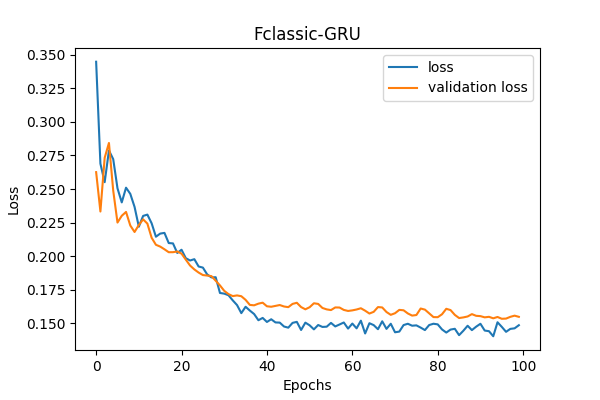 Fclassic-GRU
loss
validation loss
Loss
0.350
0.325
0.300
0.275
0.250
0.225
0.200
0.175
0.150
0 20 40 60 80 100
Epochs